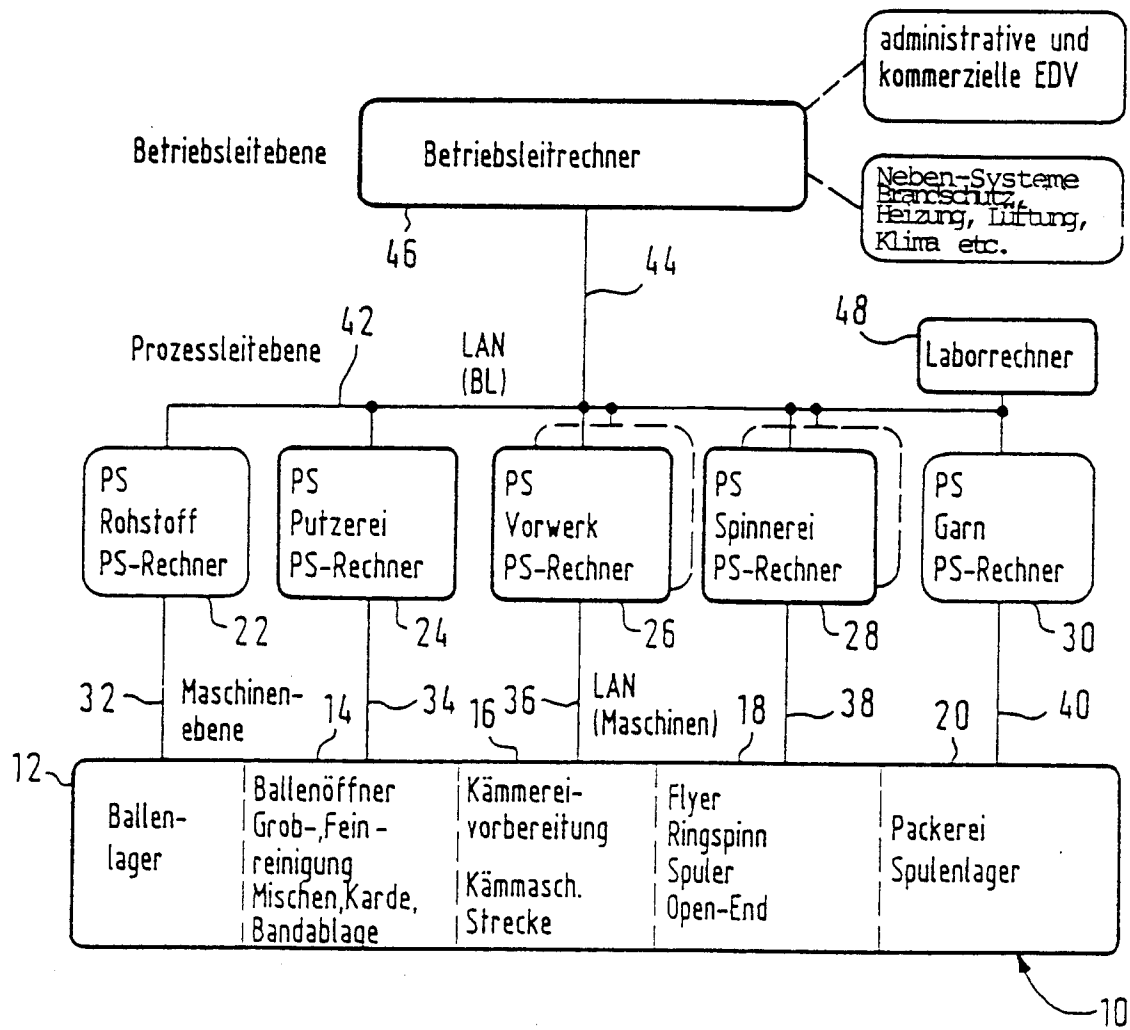 administrative und
kommerzielle EDV
Betriebsleitebene
Betriebsleitrechner
Neben-Systeme
Brandschutz,
Heizung, Lüftung,
Klima etc.
46
44
48
42
Prozessleitebene
LAN
(BL)
Laborrechner
PS
Rohstoff
PS-Rechner
PS
Putzerei
PS-Rechner
PS
Vorwerk
PS-Rechner
PS
Spinnerei
PS-Rechner
PS
Garn
PS-Rechner
22
24
26
28
30
32
Maschinen-
ebene
14
34
16
36
LAN
(Maschinen)
18
38
20
40
12
Ballen-
lager
Ballenöffner
Grob-,Fein-
reinigung
Mischen,Karde,
Bandablage
Kämmerei-
vorbereitung
Kämmasch.
Strecke
Flyer
Ringspinn
Spuler
Open-End
Packerei
Spulenlager
10